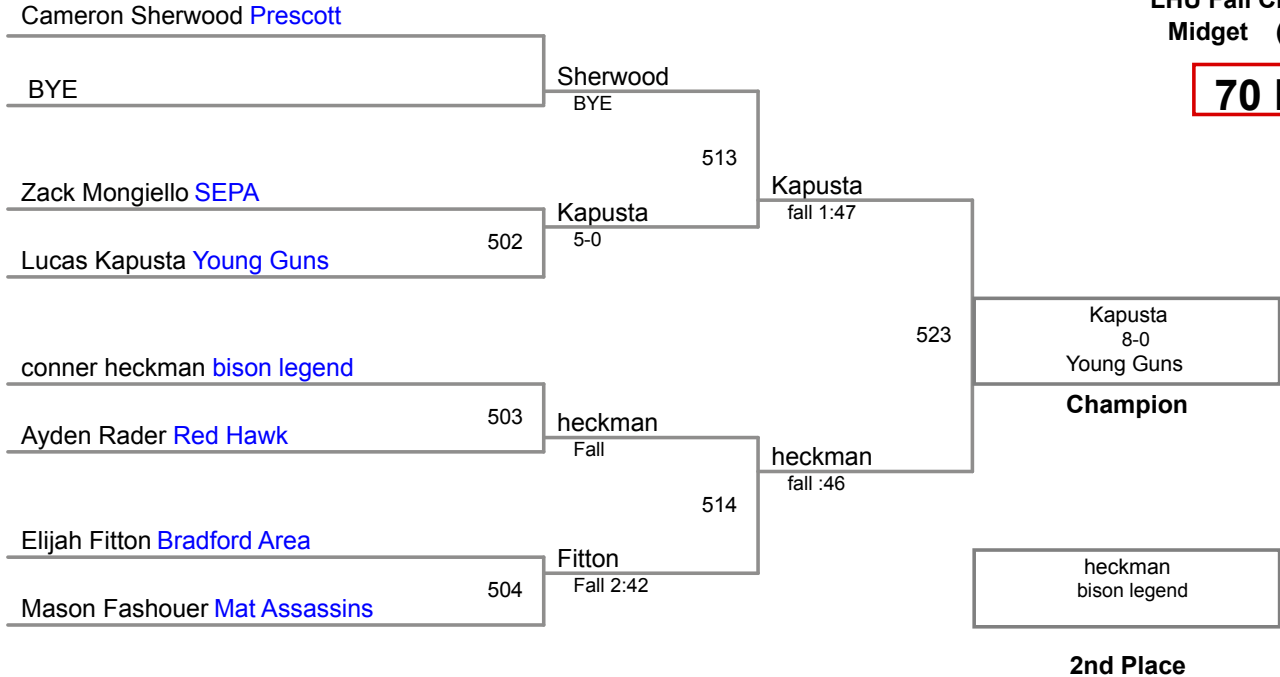 Cameron Sherwood Prescott
LHU Fall
Midget (
BYE
Sherwood
BYE
70
513
Zack Mongiello SEPA
Kapusta
fall 1:47
Kapusta
5-0
502
Lucas Kapusta Young Guns
Kapusta
8-0
Young Guns
523
conner heckman bison legend
Champion
503
heckman
Fall
Ayden Rader Red Hawk
heckman
fall :46
514
Elijah Fitton Bradford Area
Fitton
Fall 2:42
heckman
bison legend
504
Mason Fashouer Mat Assassins
2nd Place